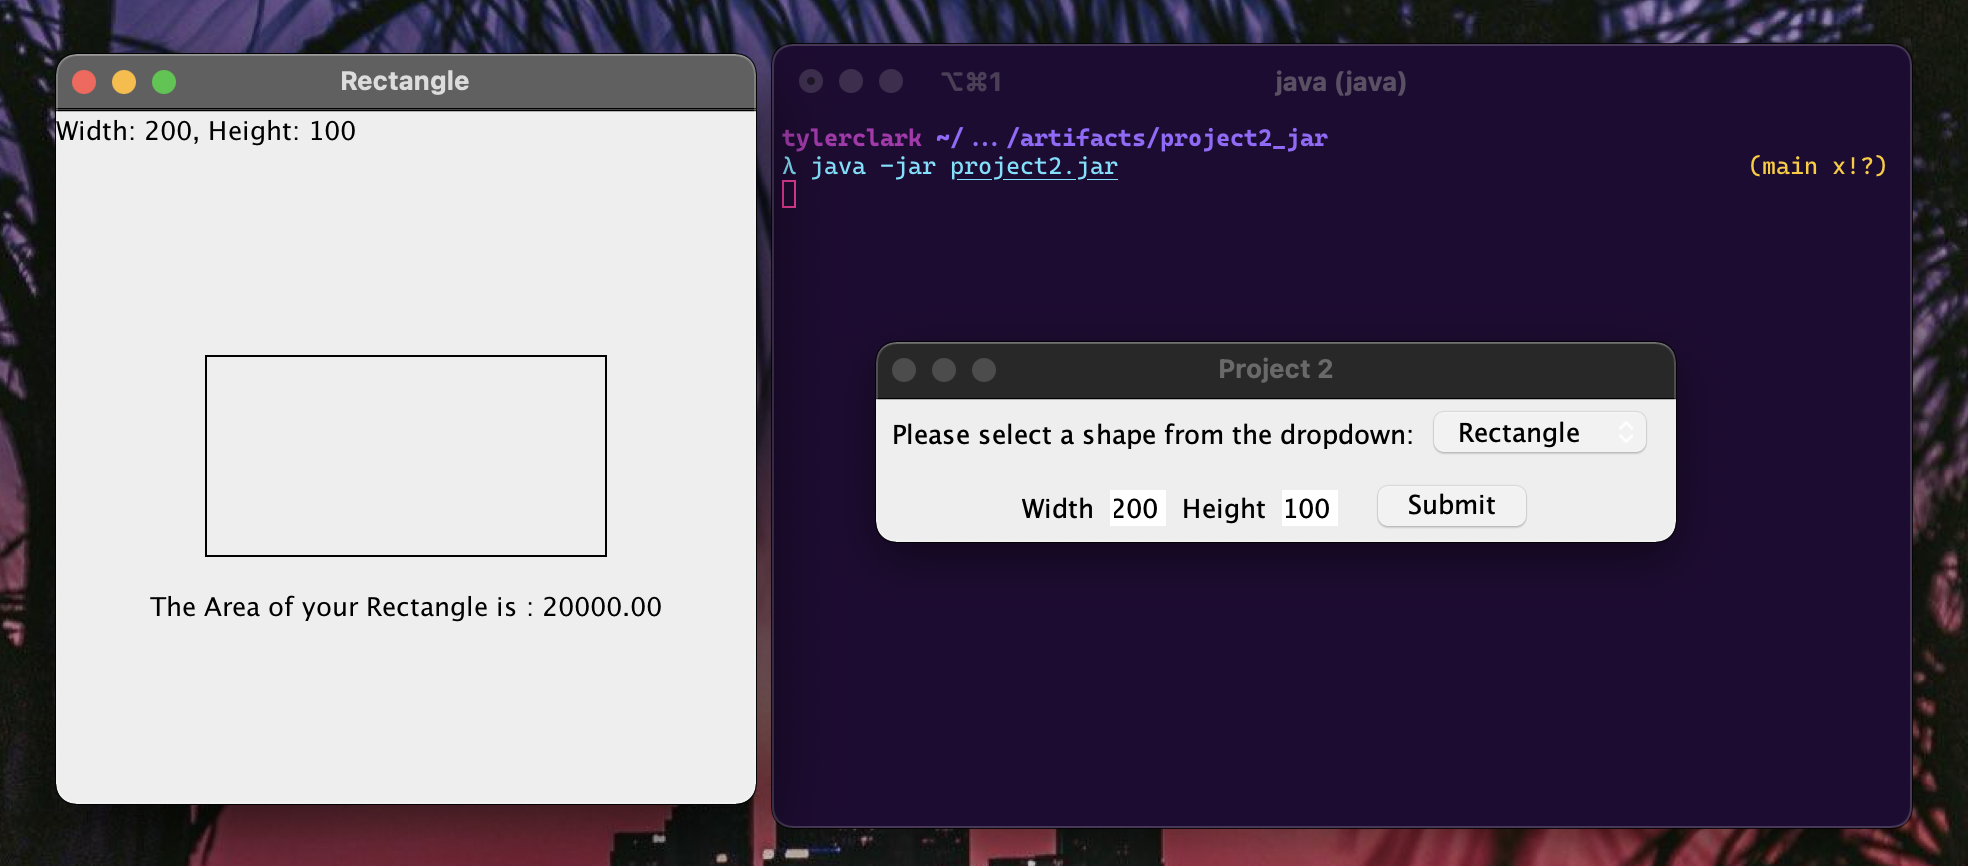 Rectangle
Width: 200, Height: 100
The Area of your Rectangle is : 20000.00
⌥⌘1 java (java)
tylerclark ~/ … /artifacts/project2_jar
λ java -jar project2.jar (main x!?)
Project 2
Please select a shape from the dropdown: Rectangle
Width 200 Height 100 Submit